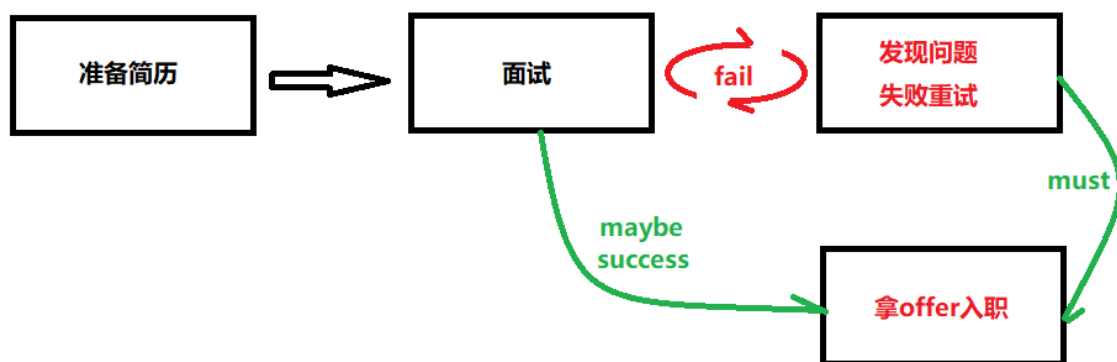 准备简历
面试
fail
发现问题
失败重试
must
maybe
success
拿offer入职